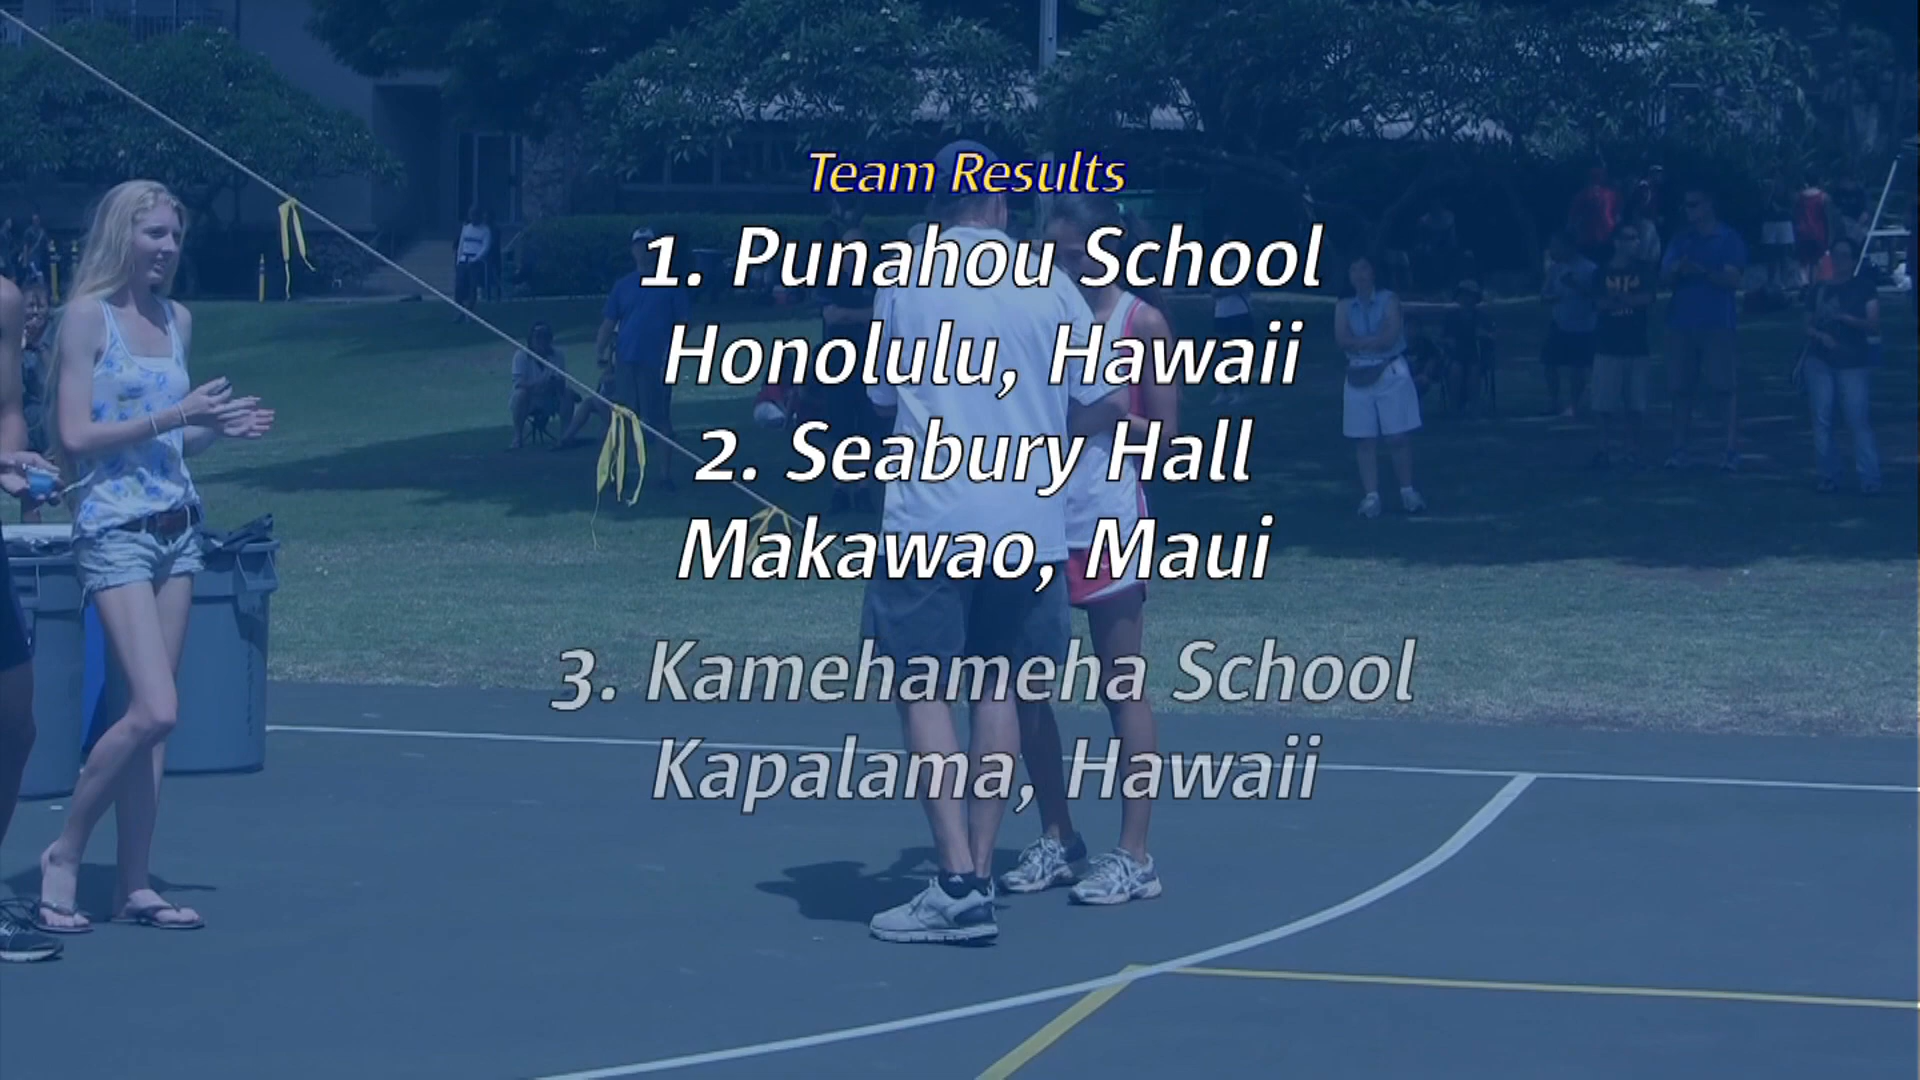 Team Results
1. Punahou School
Honolulu, Hawaii
2. Seabury Hall
Makawao, Maui
3. Kamehameha School
Kapalama, Hawaii